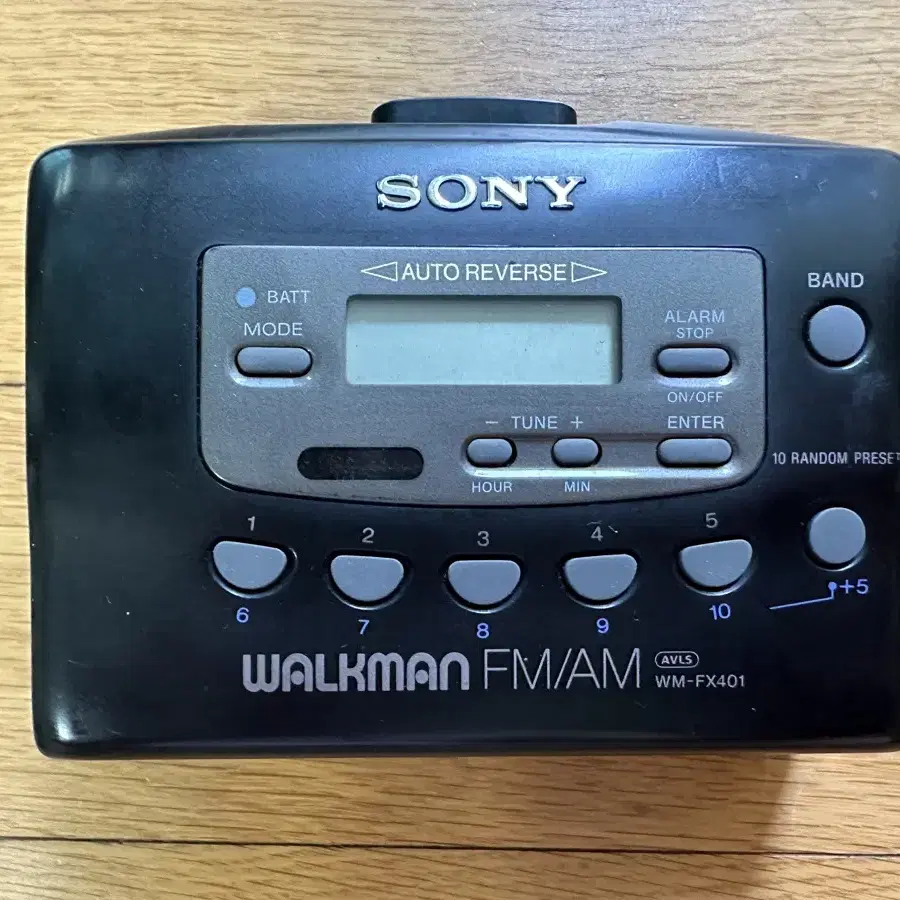 SONY
◁ AUTO REVERSE ▷
BATT
MODE
ALARM
STOP
ON/OFF
BAND
− TUNE +
ENTER
HOUR
MIN
10 RANDOM PRESET
1 2 3 4 5
6 7 8 9 10
+5
WALKMAN FM/AM
AVLS
WM-FX401